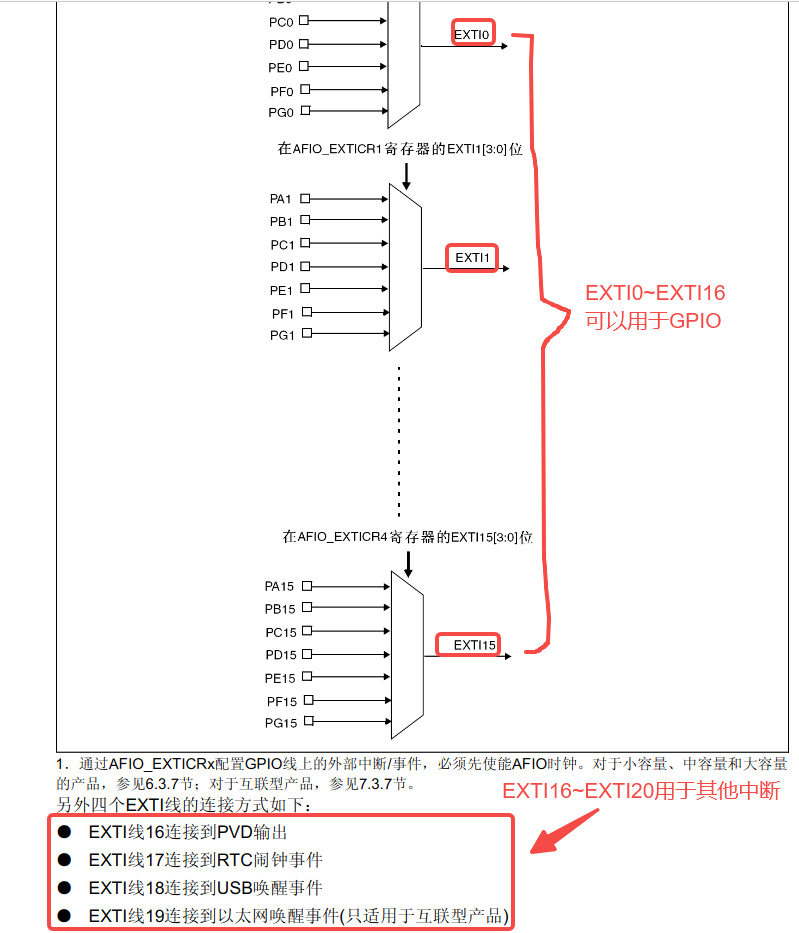 PC0
EXTI0
PD0
PE0
PF0
PG0
在AFIO_EXTICR1寄存器的EXTI1[3:0]位
PA1
PB1
PC1
EXTI1
PD1
PE1
PF1
PG1
EXTI0~EXTI16
可以用于GPIO
在AFIO_EXTICR4寄存器的EXTI15[3:0]位
PA15
PB15
PC15
EXTI15
PD15
PE15
PF15
PG15
1. 通过AFIO_EXTICRx配置GPIO线上的外部中断/事件，必须先使能AFIO时钟。对于小容量、中容量和大容量
的产品，参见6.3.7节；对于互联型产品，参见7.3.7节。
EXTI16~EXTI20用于其他中断
另外四个EXTI线的连接方式如下：
● EXTI线16连接到PVD输出
● EXTI线17连接到RTC闹钟事件
● EXTI线18连接到USB唤醒事件
● EXTI线19连接到以太网唤醒事件(只适用于互联型产品)